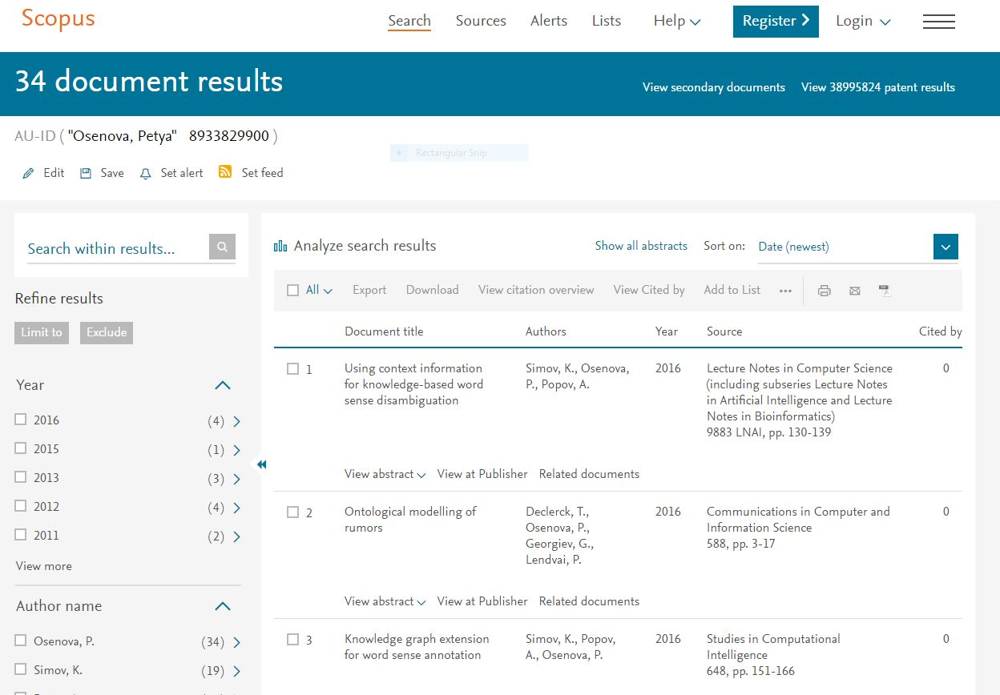 Scopus
Search Sources Alerts Lists Help Register Login
34 document results
View secondary documents View 38995824 patent results
AU-ID ( "Osenova, Petya" 8933829900 )
Rectangular Snip
Edit Save Set alert Set feed
Search within results...
Refine results
Limit to Exclude
Year
2016 (4)
2015 (1)
2013 (3)
2012 (4)
2011 (2)
View more
Author name
Osenova, P. (34)
Simov, K. (19)
Analyze search results Show all abstracts Sort on: Date (newest)
All Export Download View citation overview View Cited by Add to List ...
Document title Authors Year Source Cited by
1 Using context information Simov, K., Osenova, 2016 Lecture Notes in Computer Science 0
for knowledge-based word P., Popov, A. (including subseries Lecture Notes
sense disambiguation in Artificial Intelligence and Lecture
Notes in Bioinformatics)
9883 LNAI, pp. 130-139
View abstract View at Publisher Related documents
2 Ontological modelling of Declerck, T., 2016 Communications in Computer and 0
rumors Osenova, P., Information Science
Georgiev, G., 588, pp. 3-17
Lendvai, P.
View abstract View at Publisher Related documents
3 Knowledge graph extension Simov, K., Popov, 2016 Studies in Computational 0
for word sense annotation A., Osenova, P. Intelligence
648, pp. 151-166